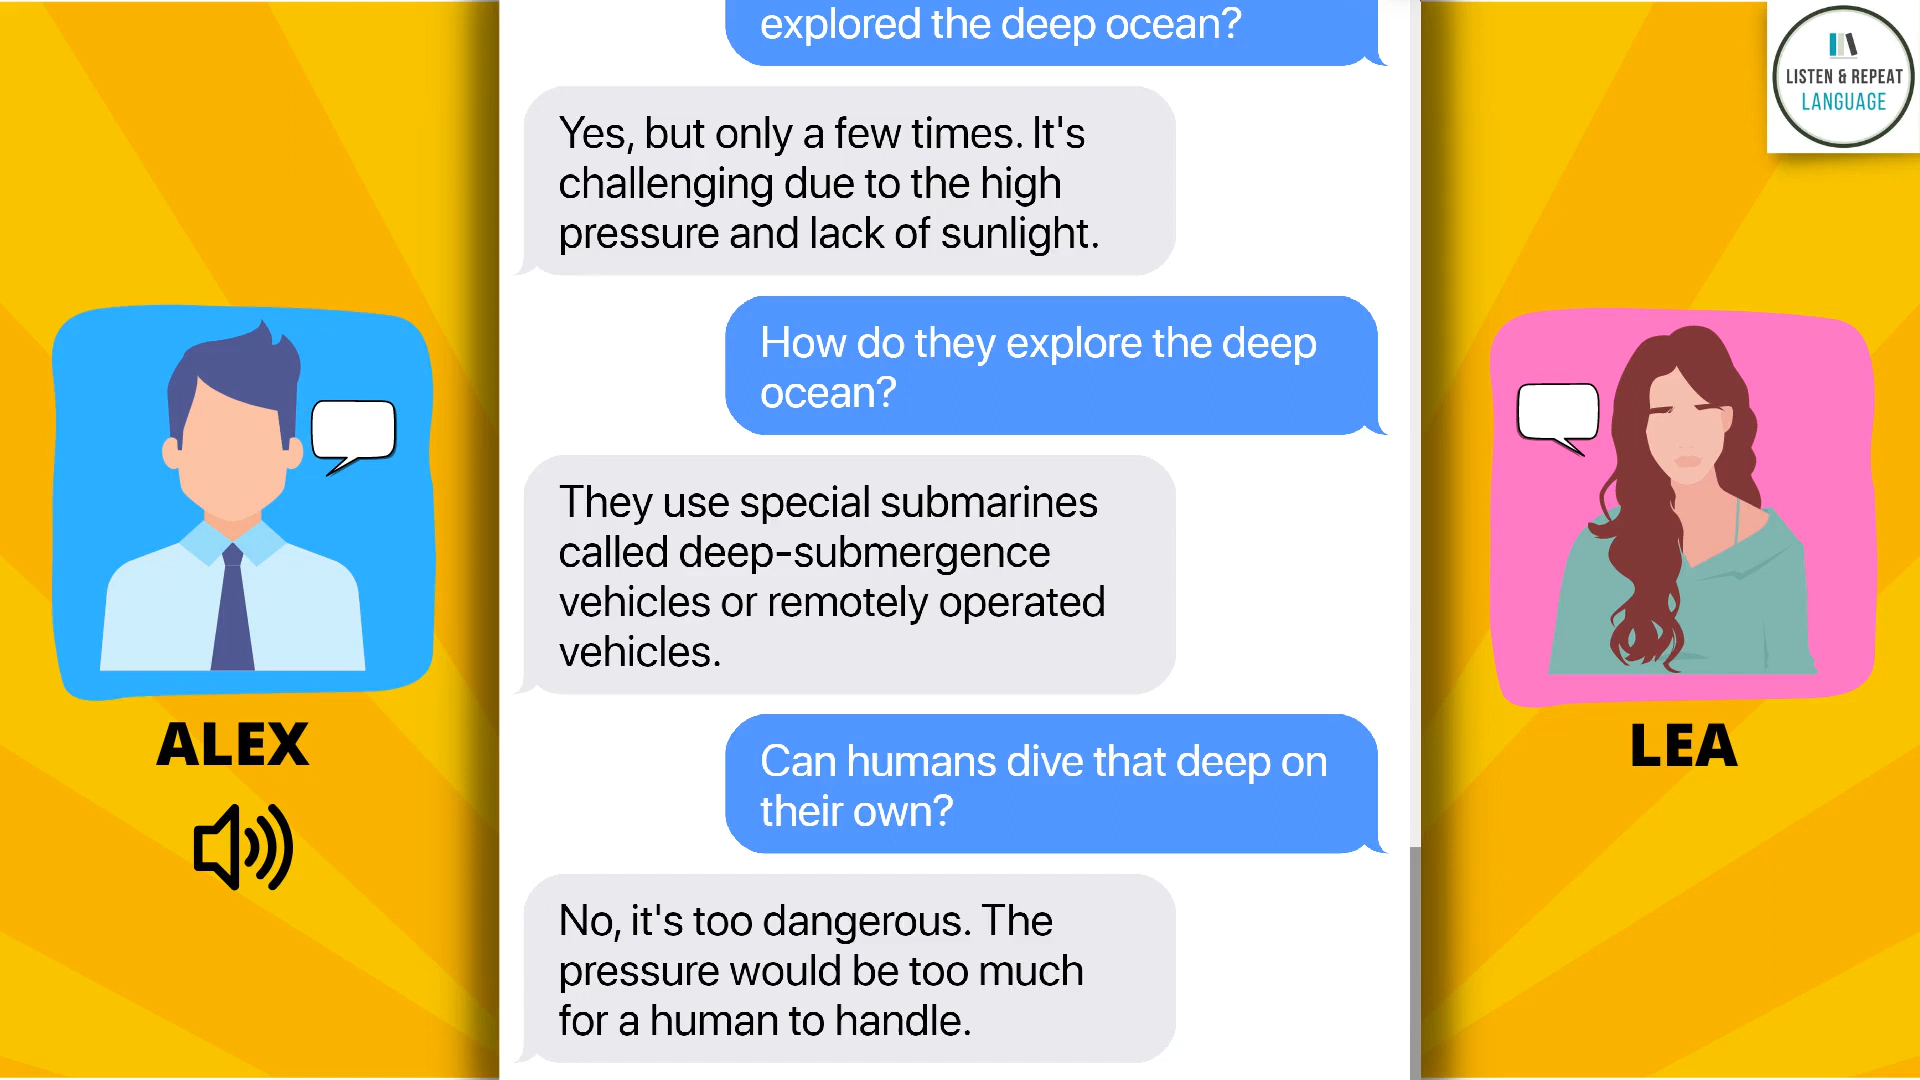 explored the deep ocean?
LISTEN & REPEAT
LANGUAGE
Yes, but only a few times. It's
challenging due to the high
pressure and lack of sunlight.
How do they explore the deep
ocean?
They use special submarines
called deep-submergence
vehicles or remotely operated
vehicles.
ALEX
LEA
Can humans dive that deep on
their own?
No, it's too dangerous. The
pressure would be too much
for a human to handle.